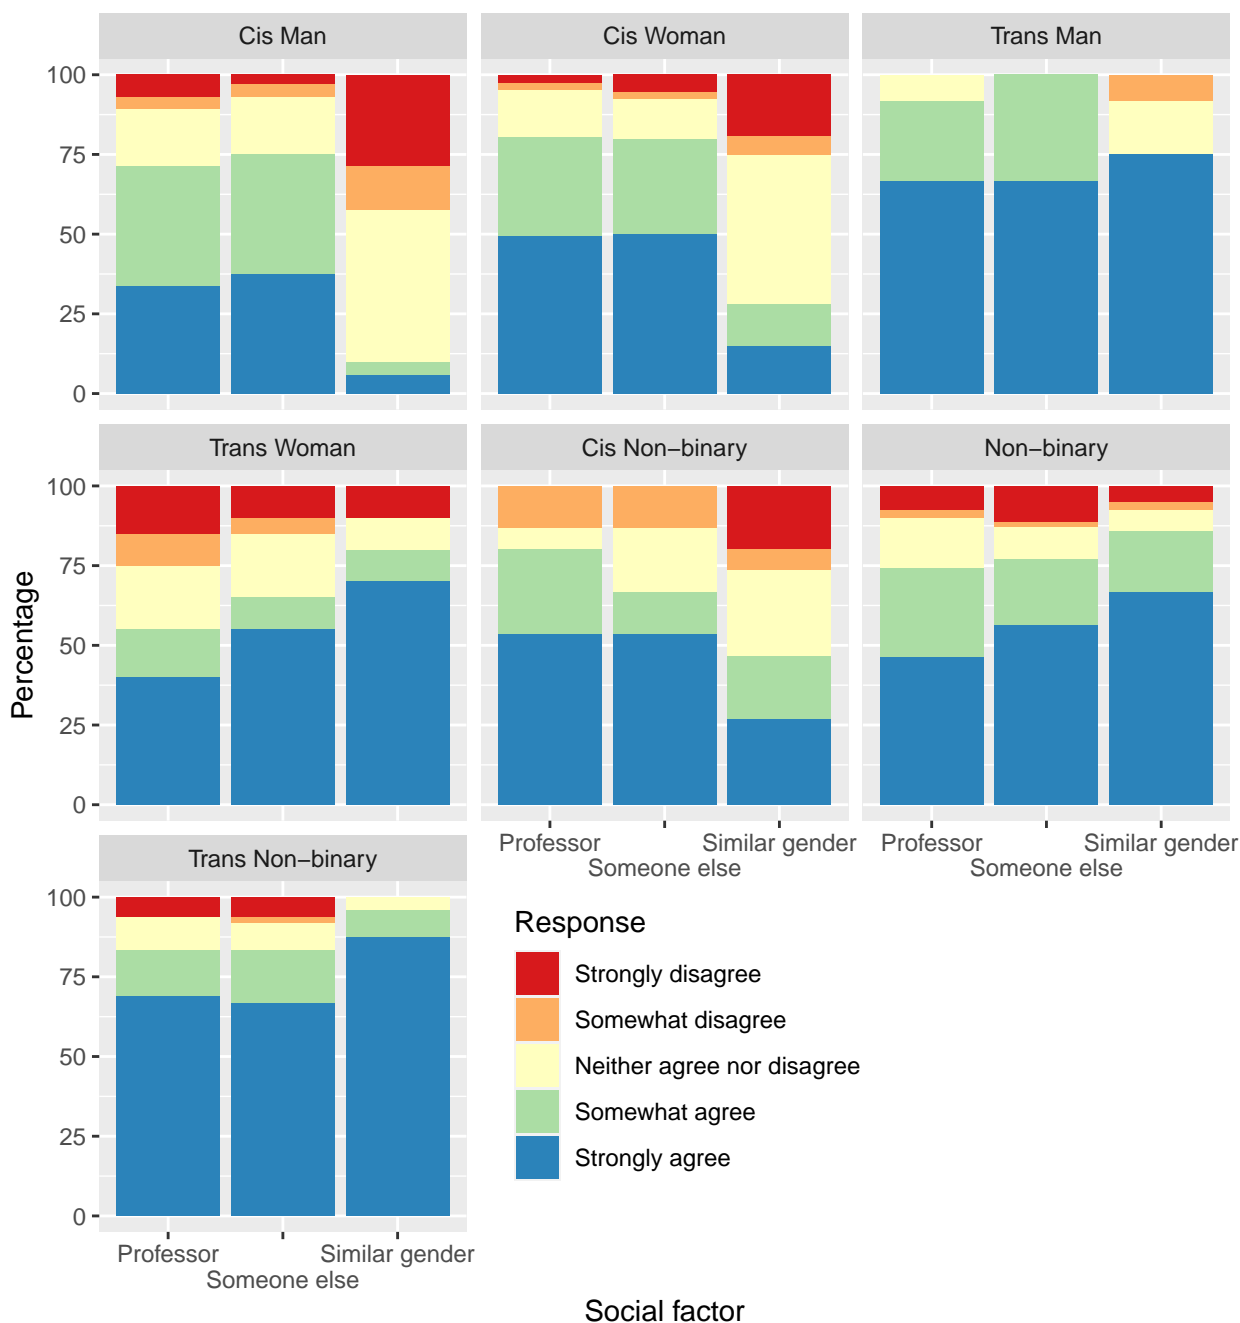 Cis Man
Cis Woman
Trans Man
100
75
50
25
0
Trans Woman
Cis Non−binary
Non−binary
100
75
50
25
0
Percentage
Professor
Someone else
Similar gender
Professor
Someone else
Similar gender
Trans Non−binary
100
75
50
25
0
Professor
Someone else
Similar gender
Response
Strongly disagree
Somewhat disagree
Neither agree nor disagree
Somewhat agree
Strongly agree
Social factor